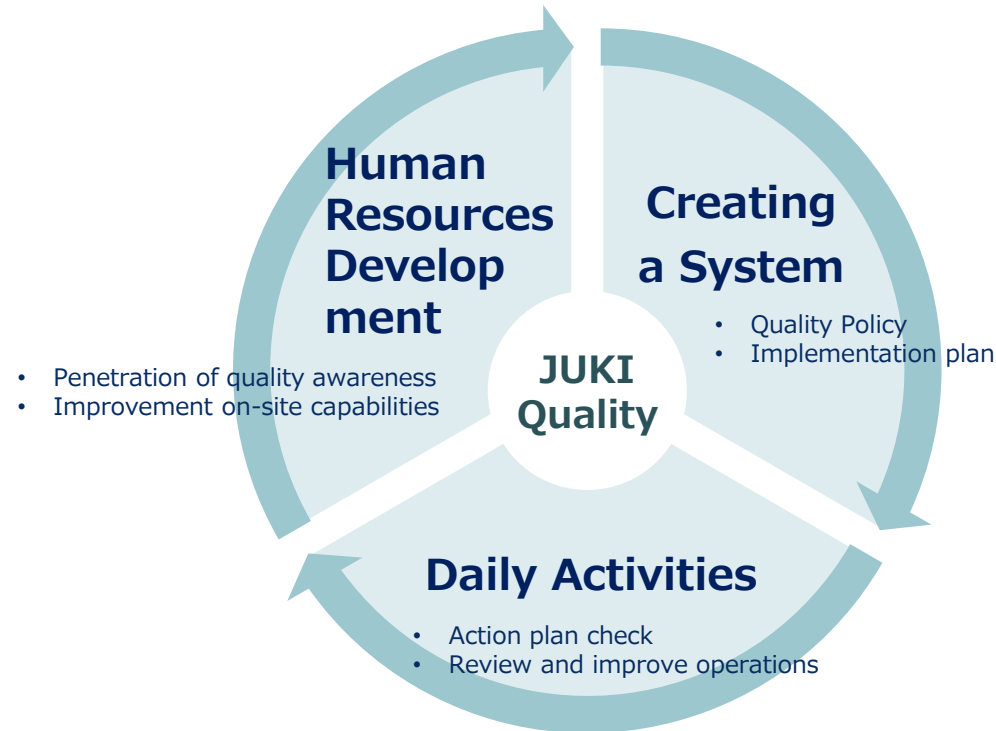 Human
Resources
Develop
ment
• Penetration of quality awareness
• Improvement on-site capabilities
Creating
a System
• Quality Policy
• Implementation plan
JUKI
Quality
Daily Activities
• Action plan check
• Review and improve operations